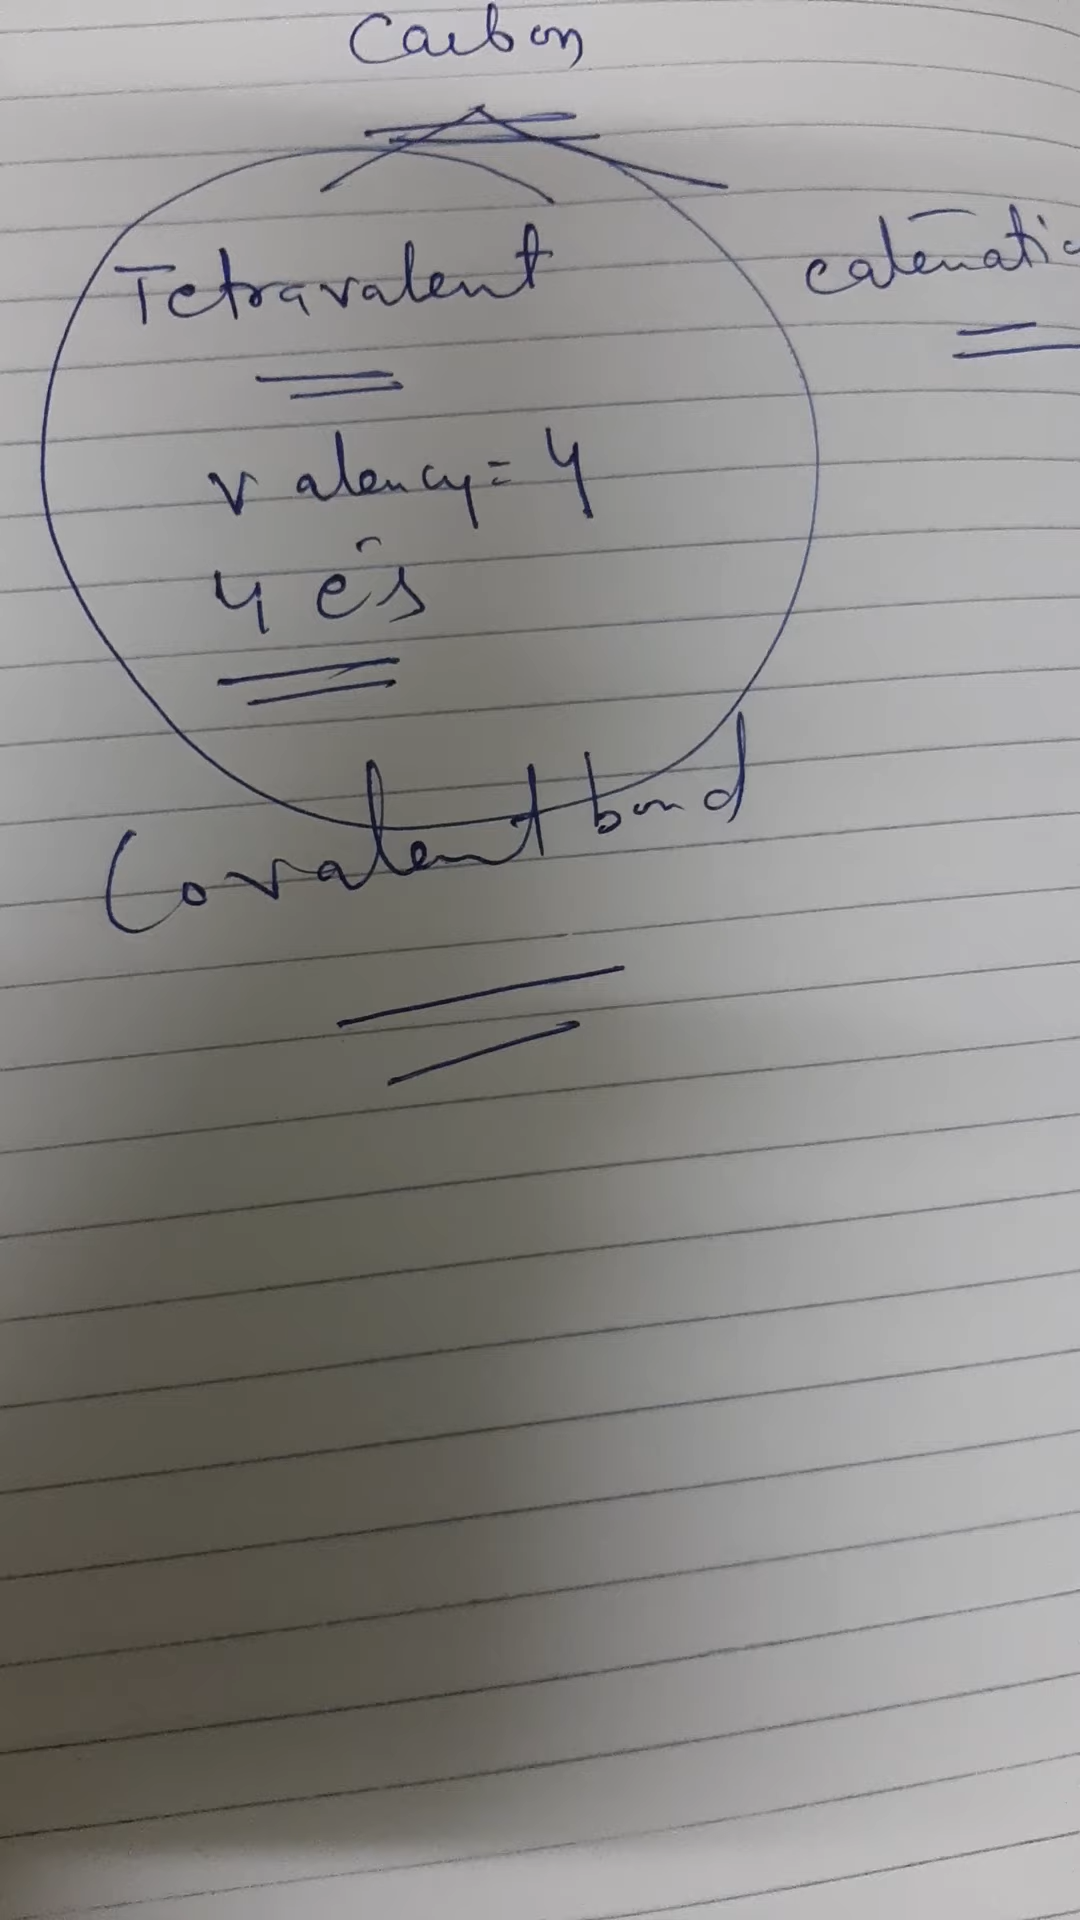 Carbon
Tetravalent
catenatio
valency = 4
4 e⁻s
Covalent bond